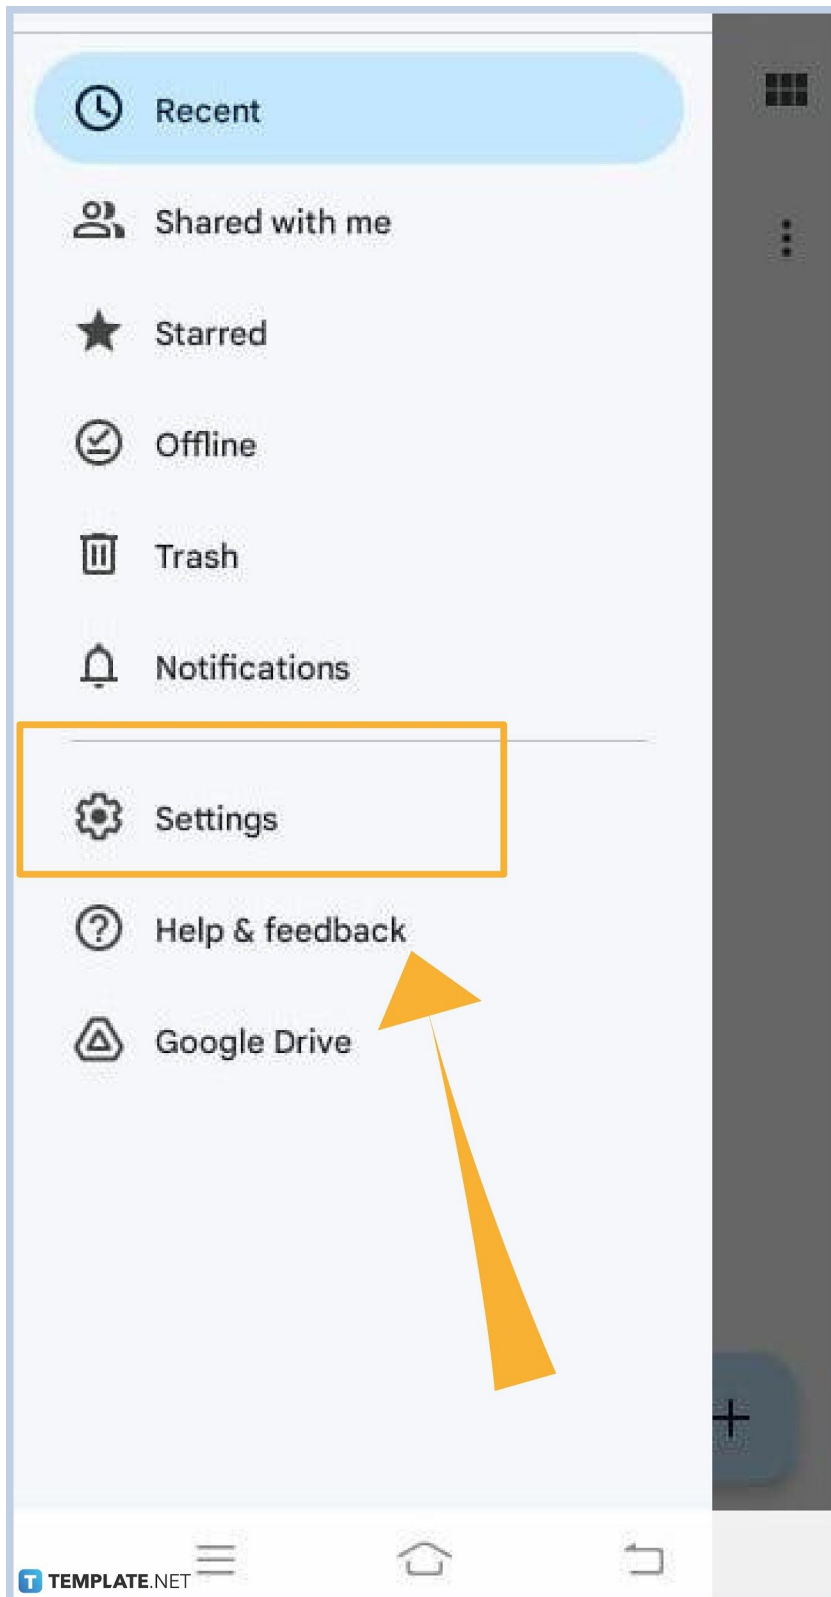 Recent
Shared with me
Starred
Offline
Trash
Notifications
Settings
Help & feedback
Google Drive
T TEMPLATE.NET